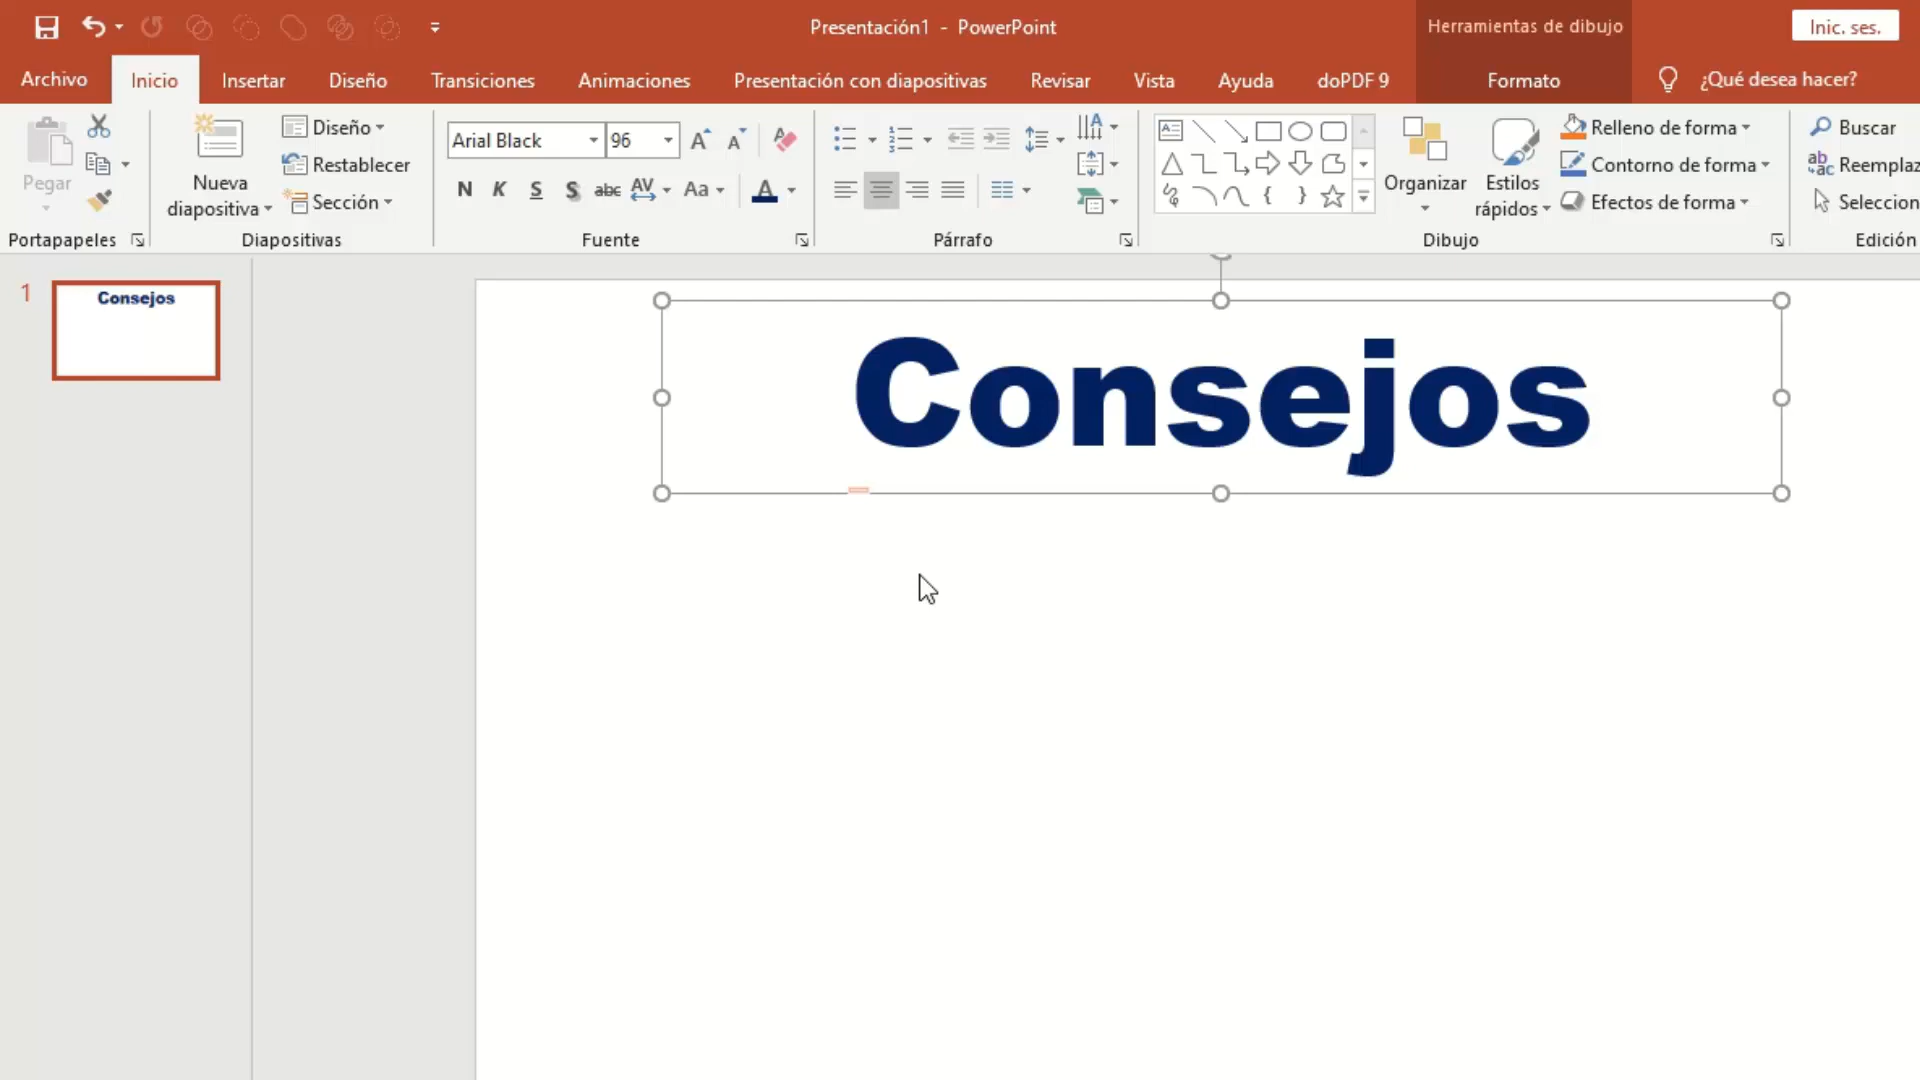 Presentación1 - PowerPoint
Herramientas de dibujo
Inic. ses.
Archivo Inicio Insertar Diseño Transiciones Animaciones Presentación con diapositivas Revisar Vista Ayuda doPDF 9 Formato ¿Qué desea hacer?
Pegar
Portapapeles
Nueva
diapositiva
Diseño
Restablecer
Sección
Diapositivas
Arial Black 96
N K S S abc AV Aa A
Fuente
Párrafo
Organizar
Estilos
rápidos
Relleno de forma
Contorno de forma
Efectos de forma
Dibujo
Buscar
Reemplaz
Seleccion
Edición
1
Consejos
Consejos